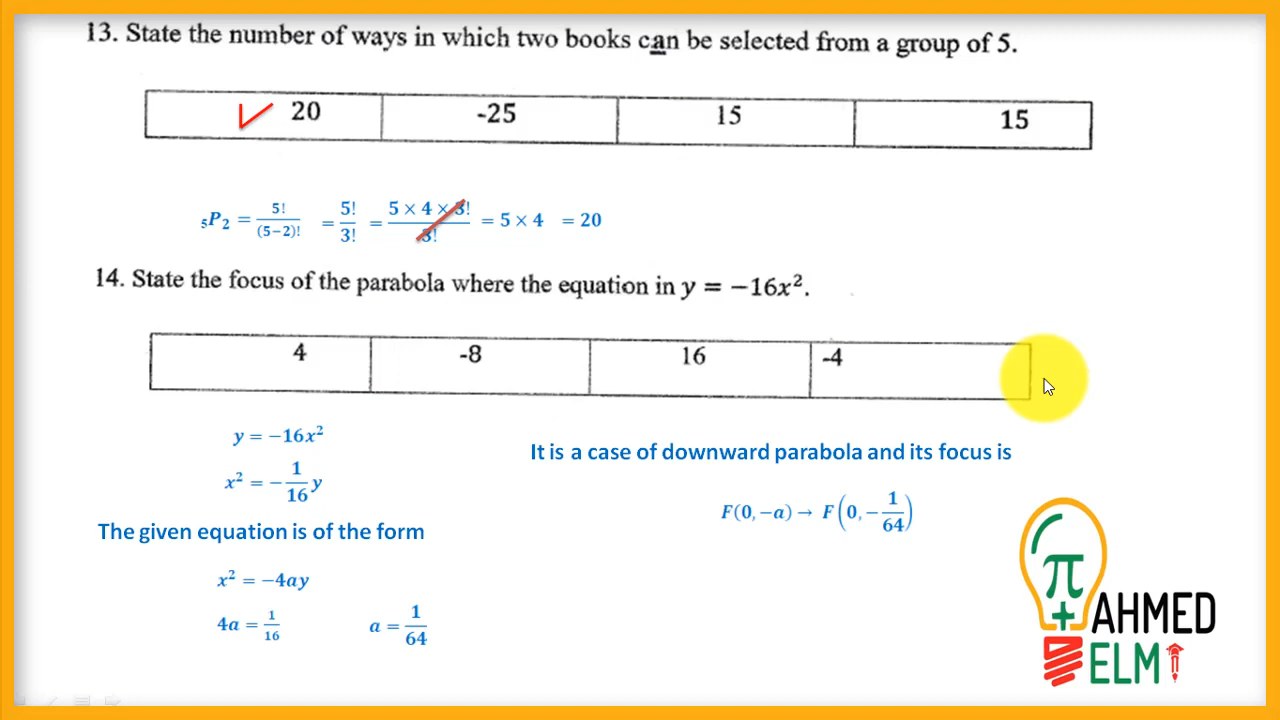 13. State the number of ways in which two books can be selected from a group of 5.
20 -25 15 15
₅P₂ = 5!/(5−2)! = 5!/3! = 5 × 4 × 3!/3! = 5 × 4 = 20
14. State the focus of the parabola where the equation in y = −16x².
4 -8 16 -4
y = −16x²
It is a case of downward parabola and its focus is
x² = −1/16 y
F(0, −a) → F(0, −1/64)
The given equation is of the form
x² = −4ay
4a = 1/16 a = 1/64
π
+
AHMED
ELMI